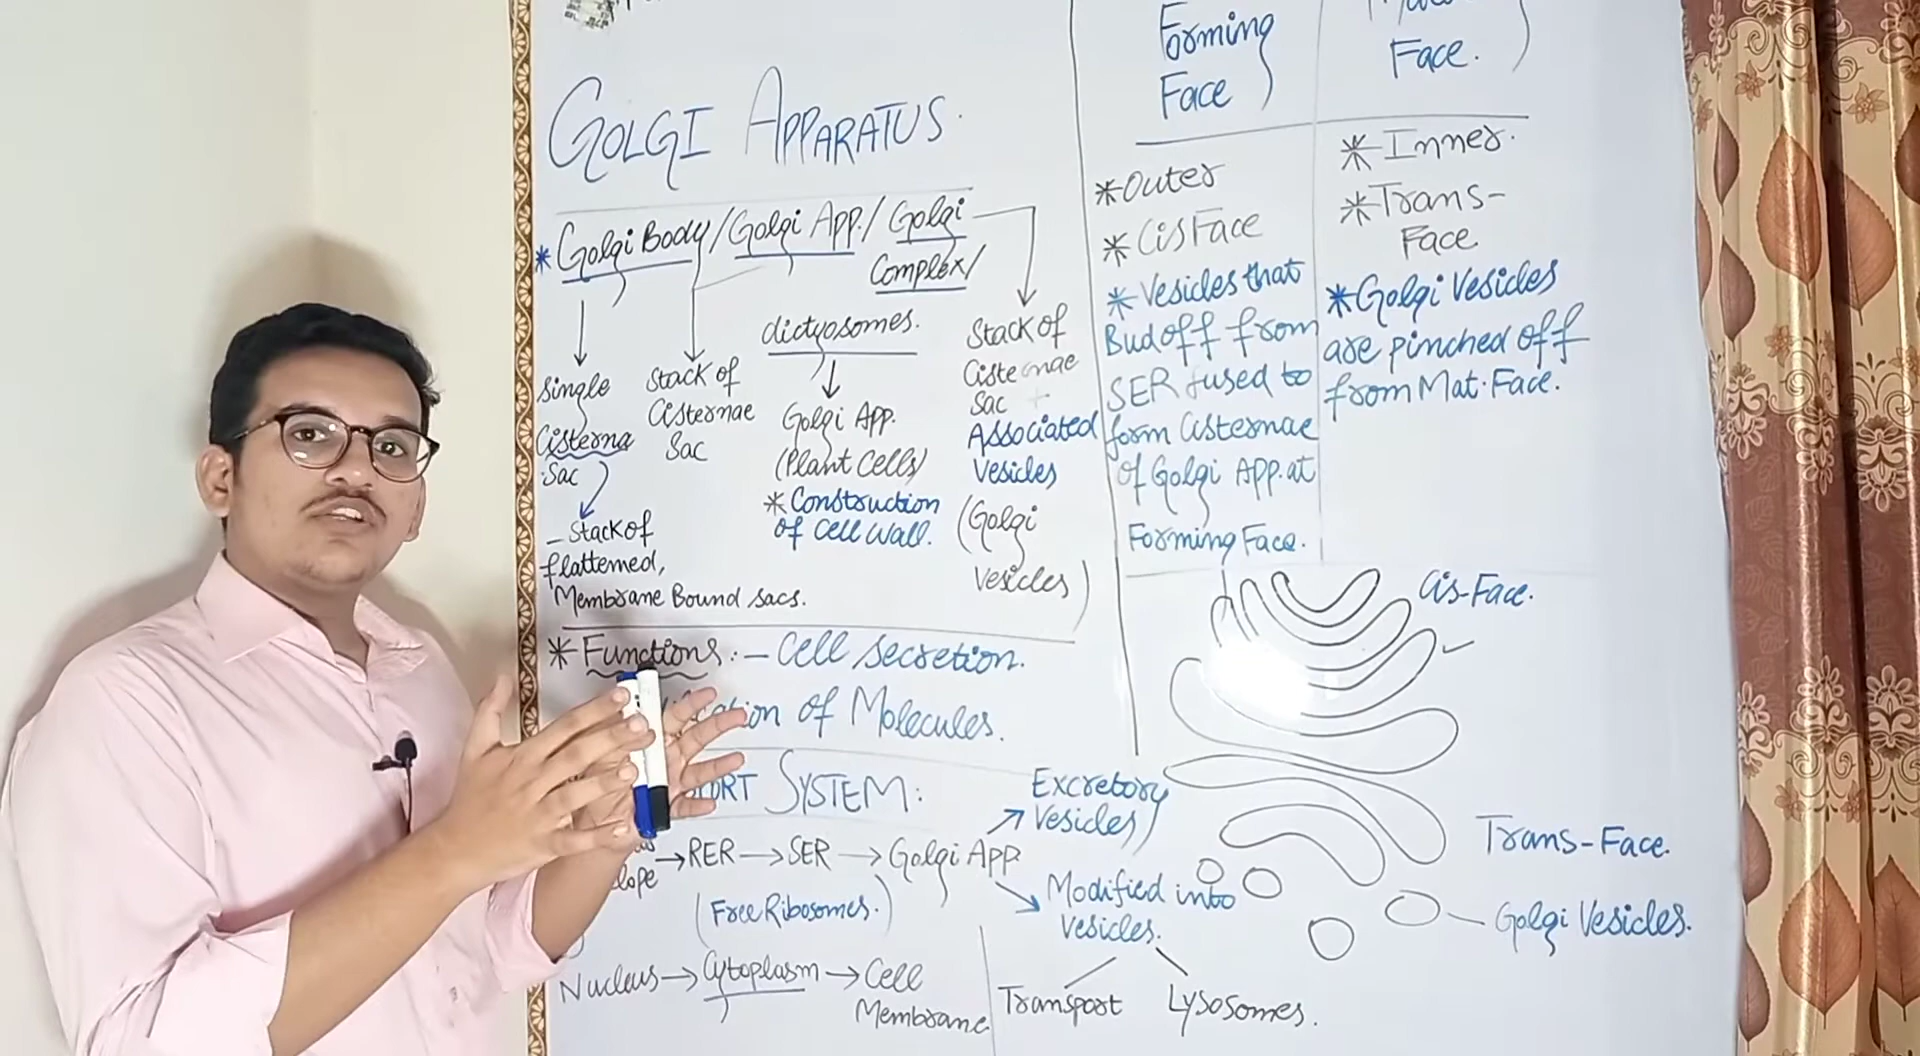 GOLGI APPARATUS.
* Golgi Body/Golgi App./Golgi
Complex/
single
Cisterna
Sac
- Stack of
flattened,
Membrane Bound sacs.
Stack of
Cisternae
Sac
dictyosomes.
Golgi App.
(Plant Cells)
* Construction
of cell wall.
Stack of
Cisternae
Sac +
Associated
Vesicles
(Golgi
Vesicles)
* Functions:- Cell secretion.
of Molecules.
SYSTEM:
→RER→SER→Golgi App.
(Free Ribosomes.)
Excretory
Vesicles)
Modified into
Vesicles.
Transport
Lysosomes.
Nucleus→Cytoplasm→Cell
Membrane
Forming
Face)
* Outer
* Cis Face
* Vesicles that
Bud off from
SER fused to
form Cisternae
of Golgi App. at
Forming Face.
Face.)
* Inner.
* Trans-
Face
* Golgi Vesicles
are pinched off
from Mat. Face.
Cis-Face.
Trans-Face.
Golgi Vesicles.